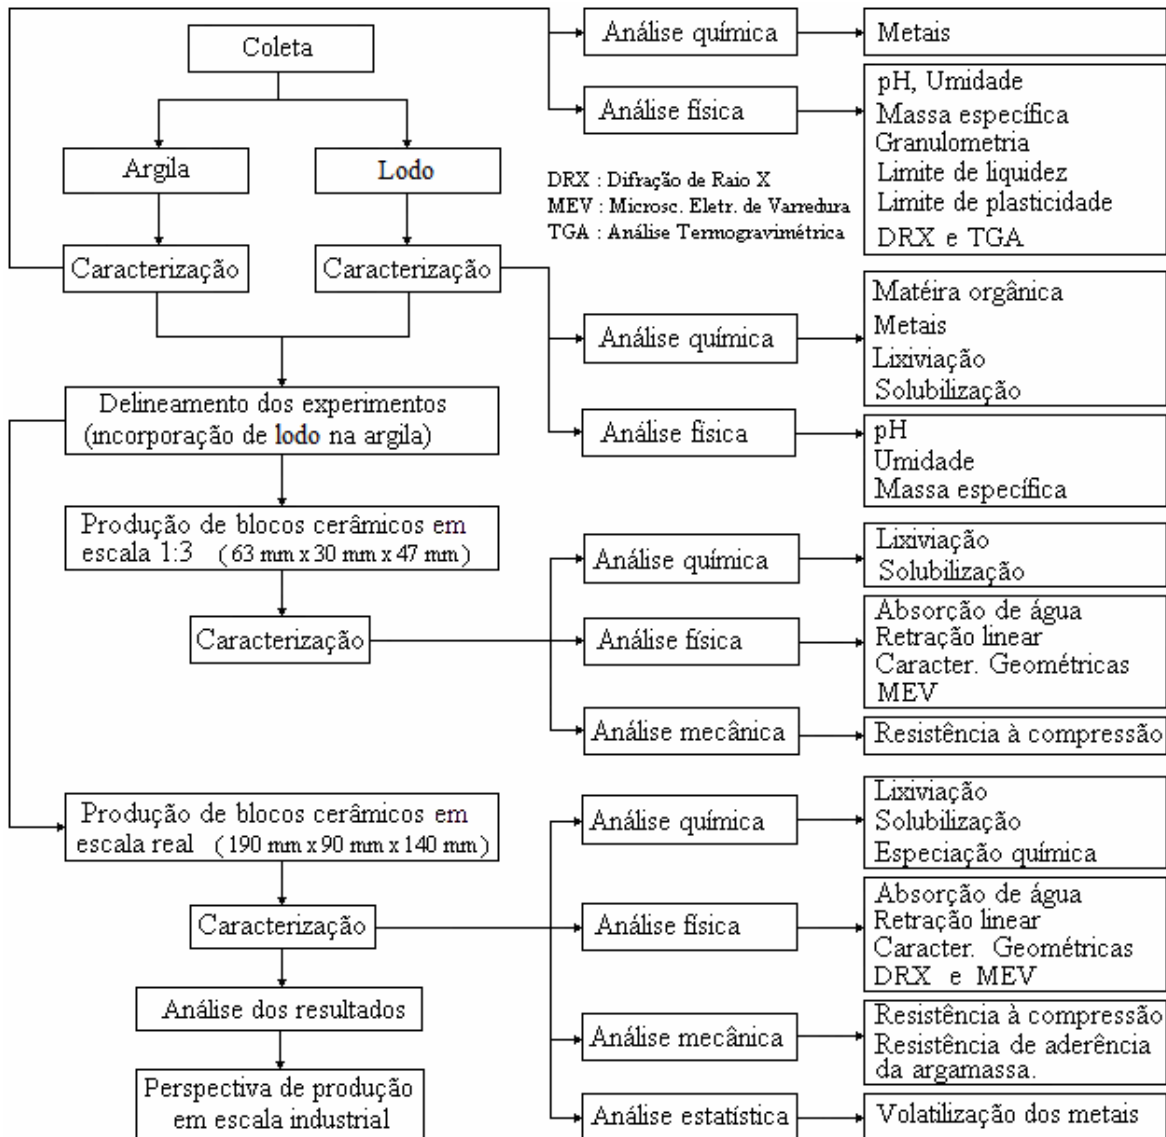 Coleta
Argila
Lodo
Caracterização
Caracterização
Análise química
Metais
Análise física
pH, Umidade
Massa específica
Granulometria
Limite de liquidez
Limite de plasticidade
DRX e TGA
DRX : Difração de Raio X
MEV : Microsc. Eletr. de Varredura
TGA : Análise Termogravimétrica
Análise química
Matéira orgânica
Metais
Lixiviação
Solubilização
Análise física
pH
Umidade
Massa específica
Delineamento dos experimentos
(incorporação de lodo na argila)
Produção de blocos cerâmicos em
escala 1:3 ( 63 mm x 30 mm x 47 mm )
Caracterização
Análise química
Lixiviação
Solubilização
Análise física
Absorção de água
Retração linear
Caracter. Geométricas
MEV
Análise mecânica
Resistência à compressão
Produção de blocos cerâmicos em
escala real ( 190 mm x 90 mm x 140 mm )
Caracterização
Análise química
Lixiviação
Solubilização
Especiação química
Análise física
Absorção de água
Retração linear
Caracter. Geométricas
DRX e MEV
Análise mecânica
Resistência à compressão
Resistência de aderência
da argamassa.
Análise estatística
Volatilização dos metais
Análise dos resultados
Perspectiva de produção
em escala industrial